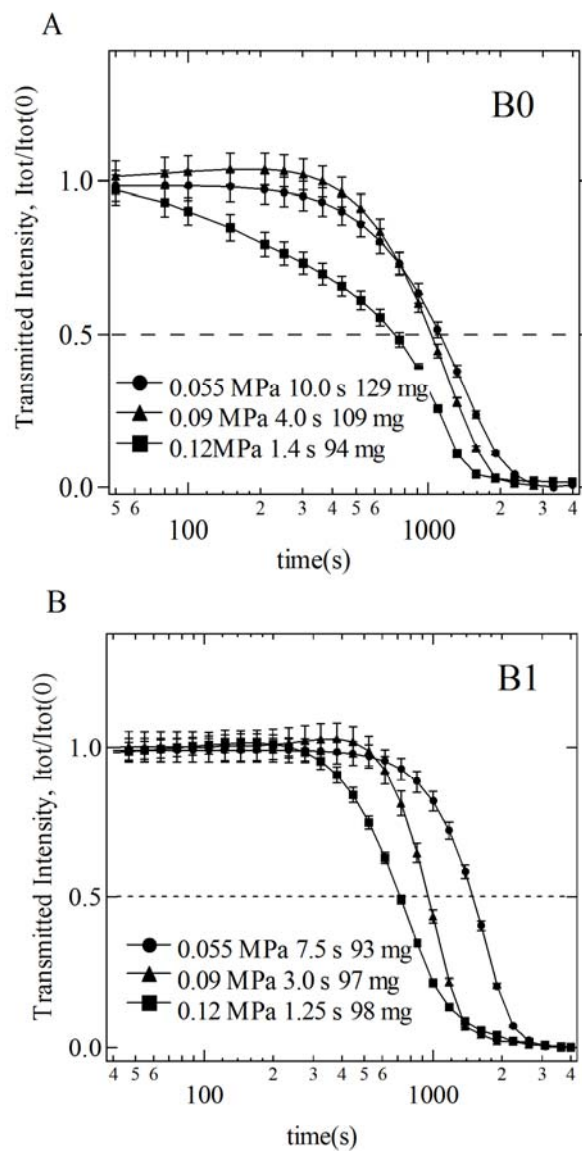 A
B0
Transmitted Intensity, Itot/Itot(0)
1.0
0.5
0.0
0.055 MPa 10.0 s 129 mg
0.09 MPa 4.0 s 109 mg
0.12MPa 1.4 s 94 mg
5 6 100 2 3 4 5 6 1000 2 3 4
time(s)
B
B1
Transmitted Intensity, Itot/Itot(0)
1.0
0.5
0.0
0.055 MPa 7.5 s 93 mg
0.09 MPa 3.0 s 97 mg
0.12 MPa 1.25 s 98 mg
4 5 6 100 2 3 4 5 6 1000 2 3 4
time(s)